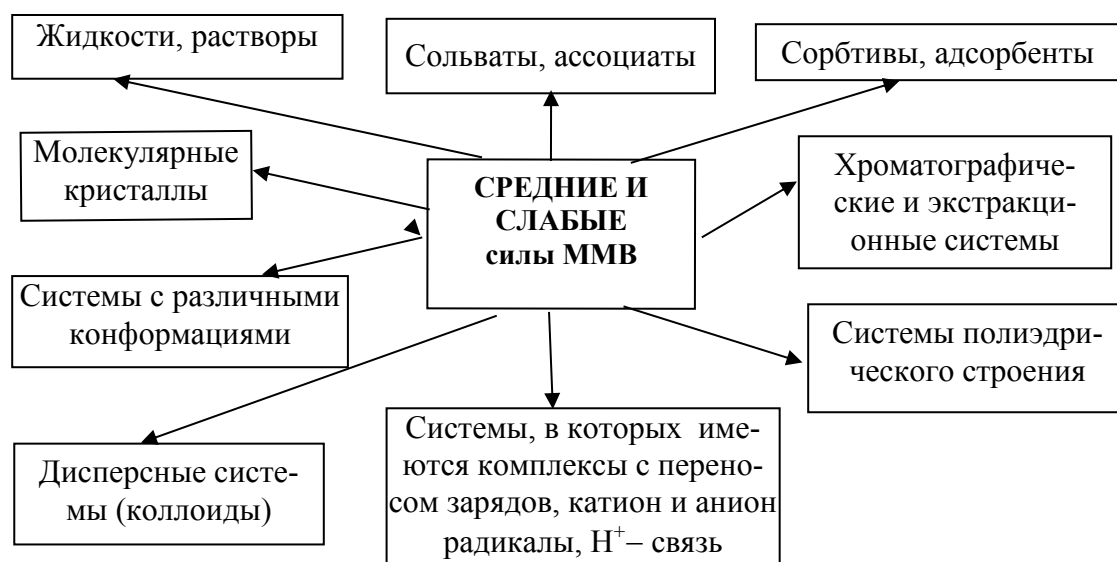 Жидкости, растворы
Сольваты, ассоциаты
Сорбтивы, адсорбенты
Молекулярные
кристаллы
СРЕДНИЕ И
СЛАБЫЕ
силы ММВ
Хроматографиче-
ские и экстракци-
онные системы
Системы с различными
конформациями
Системы полиэдри-
ческого строения
Дисперсные систе-
мы (коллоиды)
Системы, в которых име-
ются комплексы с перено-
сом зарядов, катион и анион
радикалы, H⁺– связь